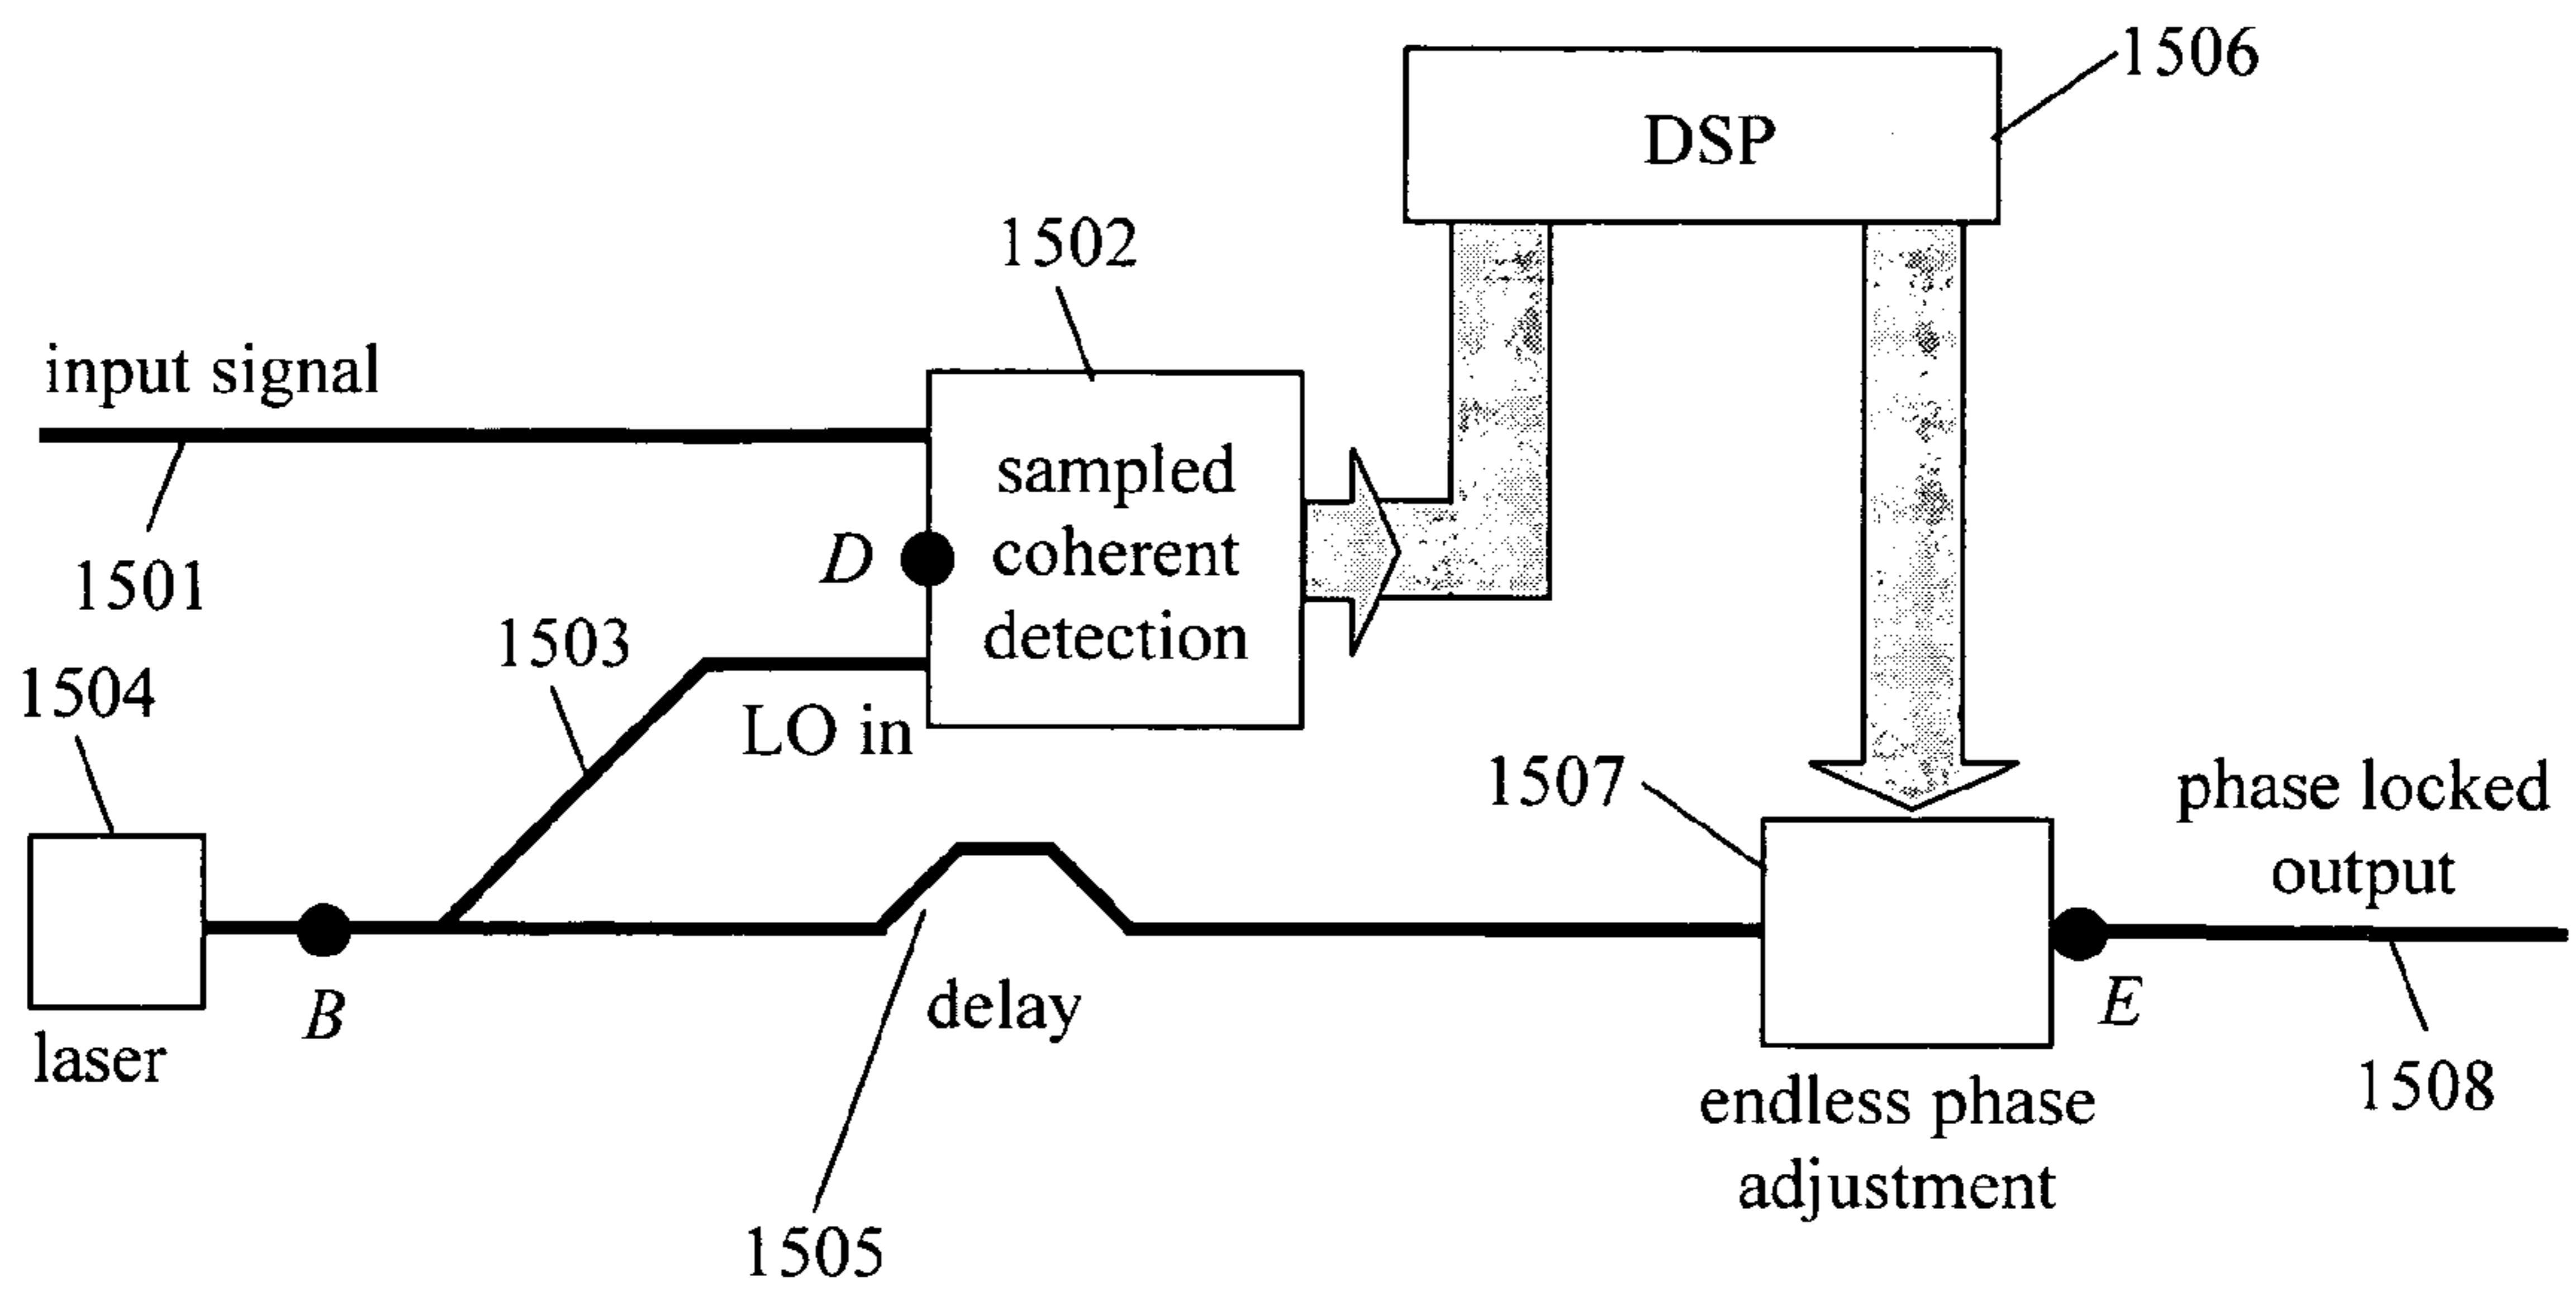 1506
DSP
1502
input signal
sampled
coherent
detection
D
1501
1503
1504
LO in
1507
phase locked
output
B
delay
E
laser
endless phase
adjustment
1508
1505